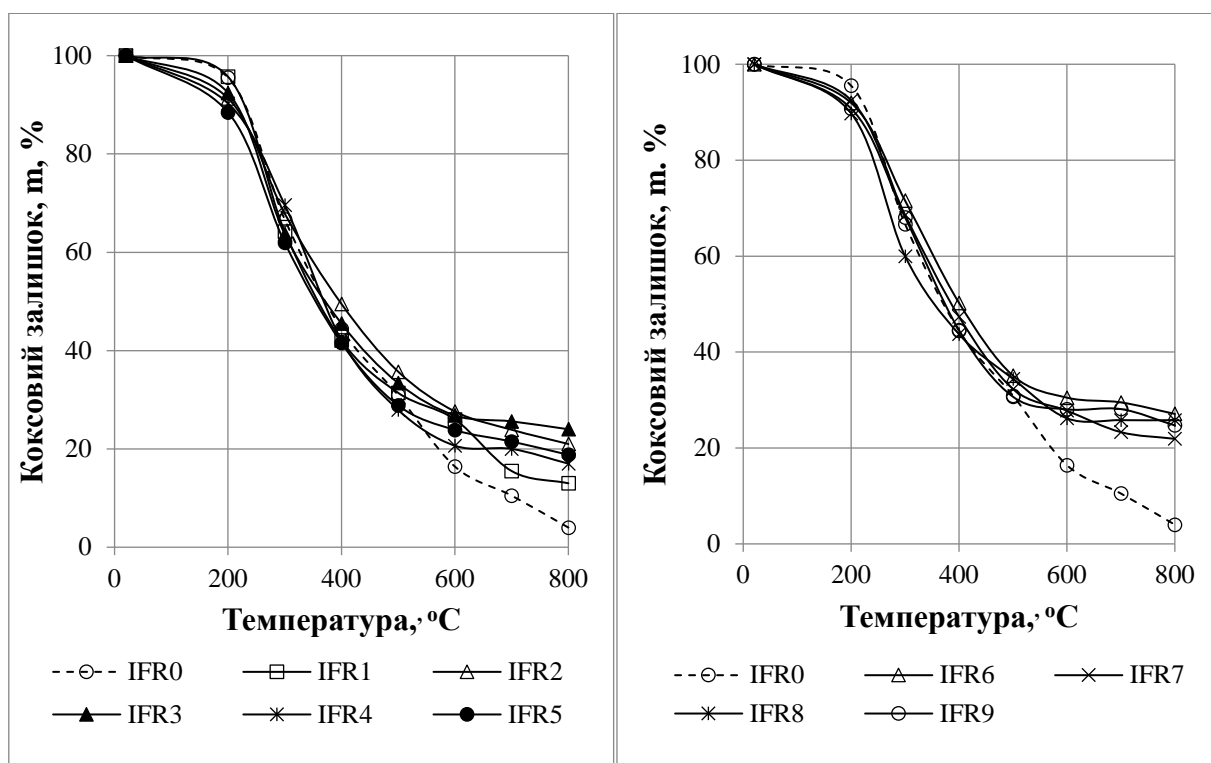 Коксовий залишок, m, %
100
80
60
40
20
0
0 200 400 600 800
Температура,, оС
IFR0 IFR1 IFR2
IFR3 IFR4 IFR5
Коксовий залишок, m. %
100
80
60
40
20
0
0 200 400 600 800
Температура,, оС
IFR0 IFR6 IFR7
IFR8 IFR9